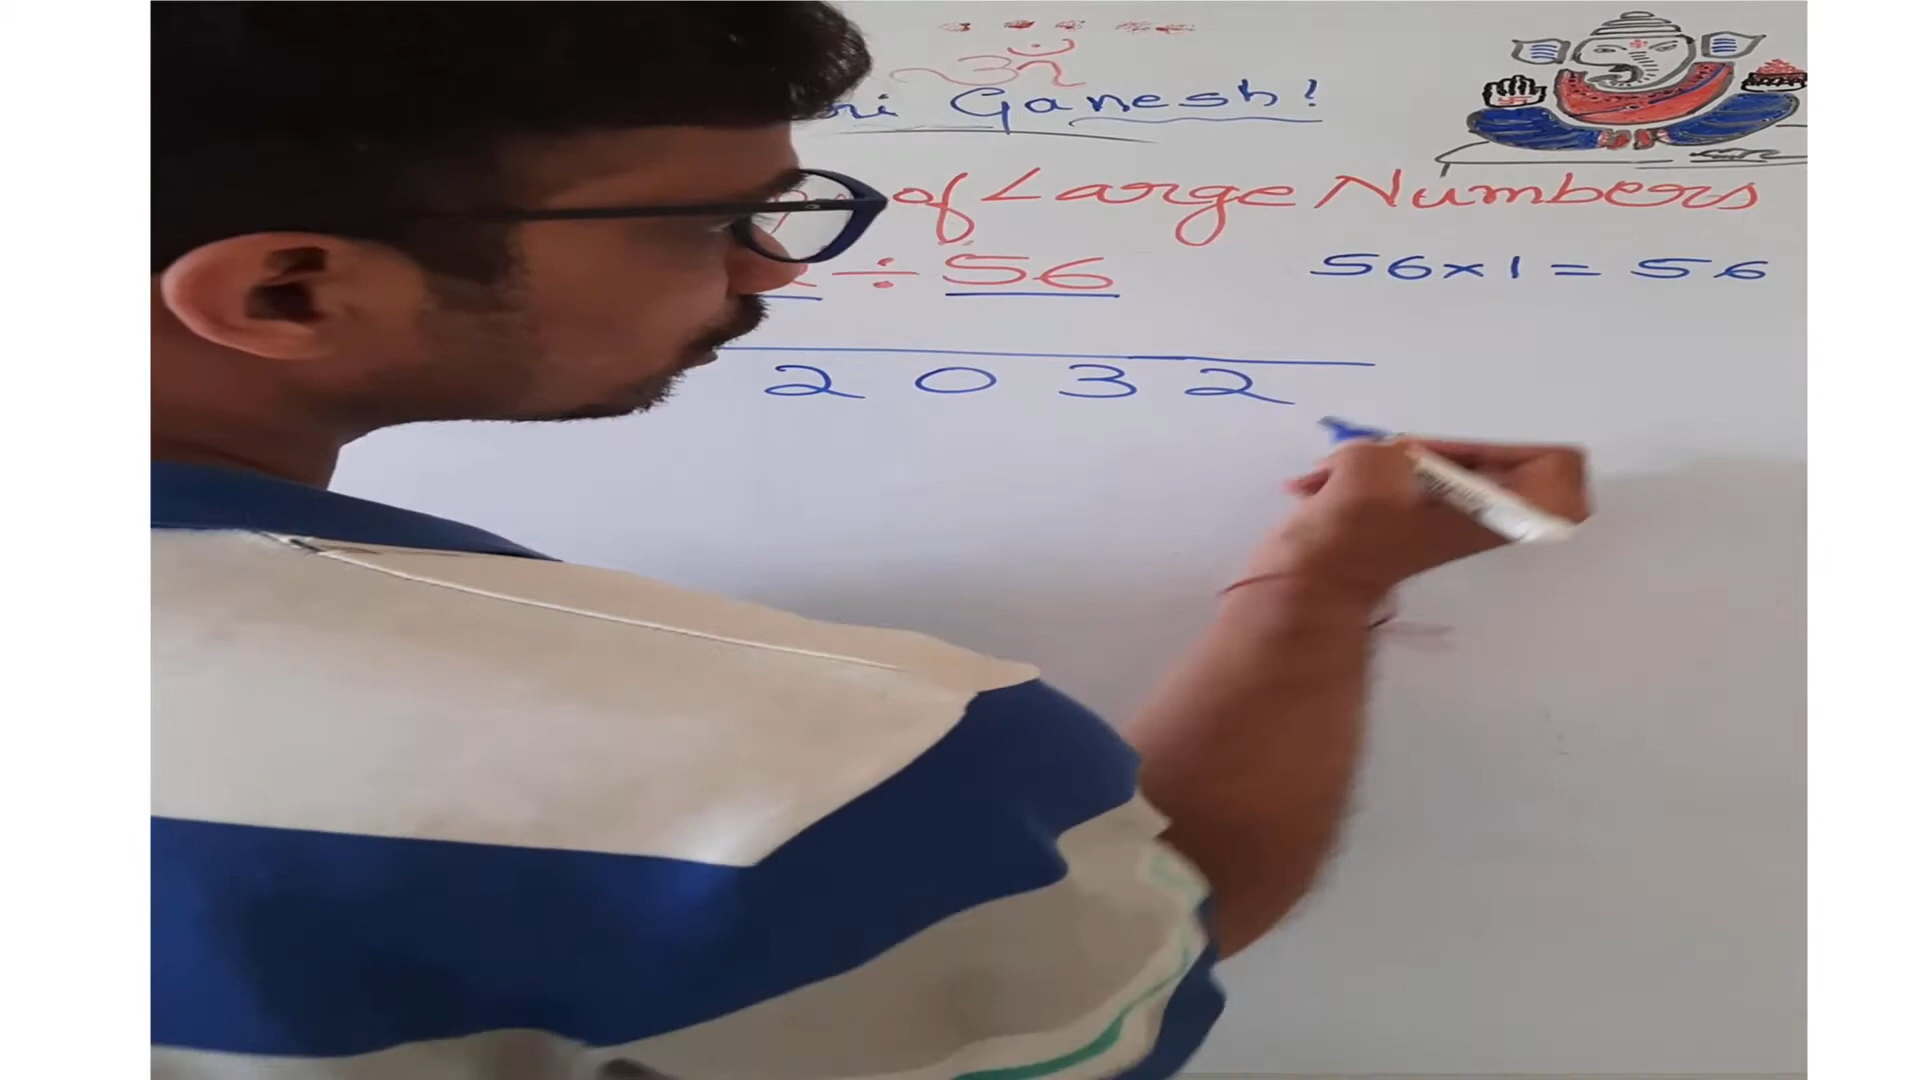 ॐ
Ganesh!
of Large Numbers
÷ 56
56 × 1 = 56
2 0 3 2